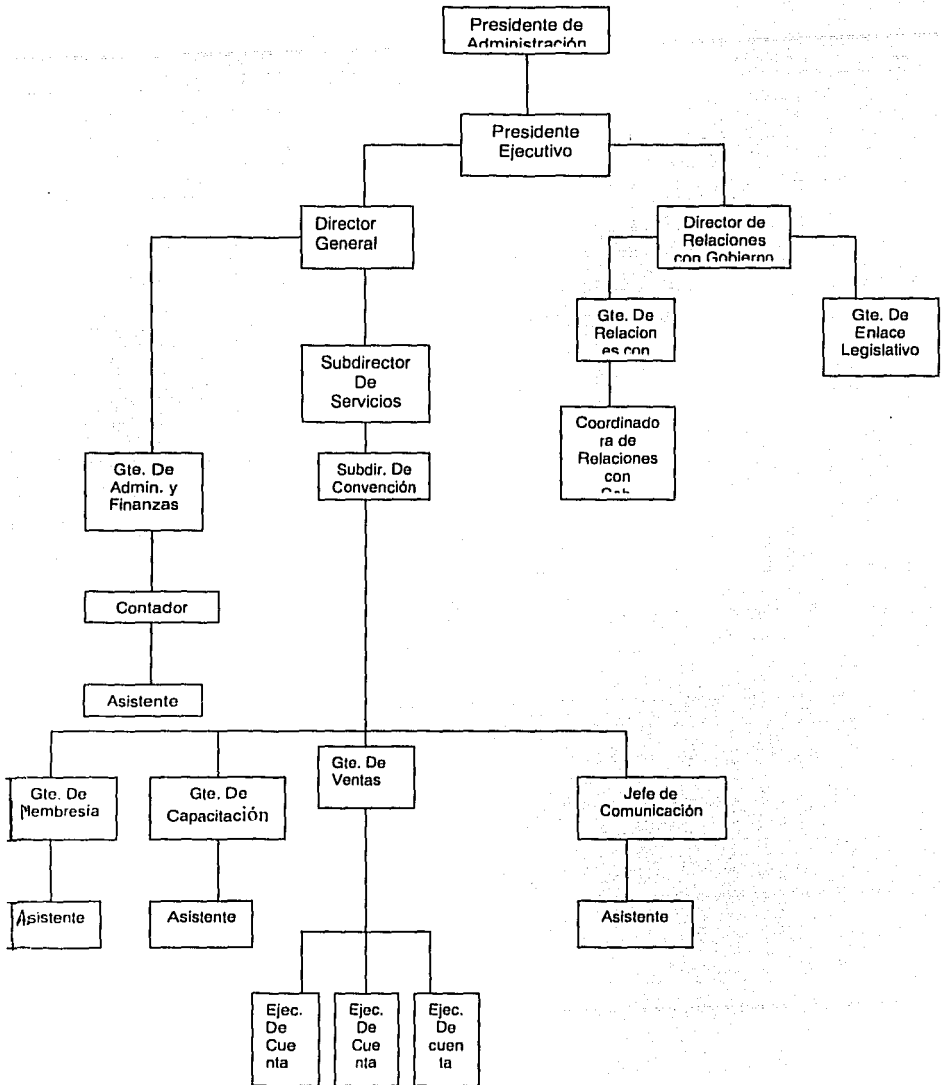 Presidente de
Administración
Presidente
Ejecutivo
Director
General
Director de
Relaciones
con Gobierno
Gte. De
Relacion
es con
Gte. De
Enlace
Legislativo
Subdirector
De
Servicios
Coordinado
ra de
Relaciones
con
Gte. De
Admin. y
Finanzas
Subdir. De
Convención
Contador
Asistente
Gte. De
Membresía
Gte. De
Capacitación
Gte. De
Ventas
Jefe de
Comunicación
Asistente
Asistente
Asistente
Ejec.
De
Cue
nta
Ejec.
De
Cue
nta
Ejec.
De
cuen
ta